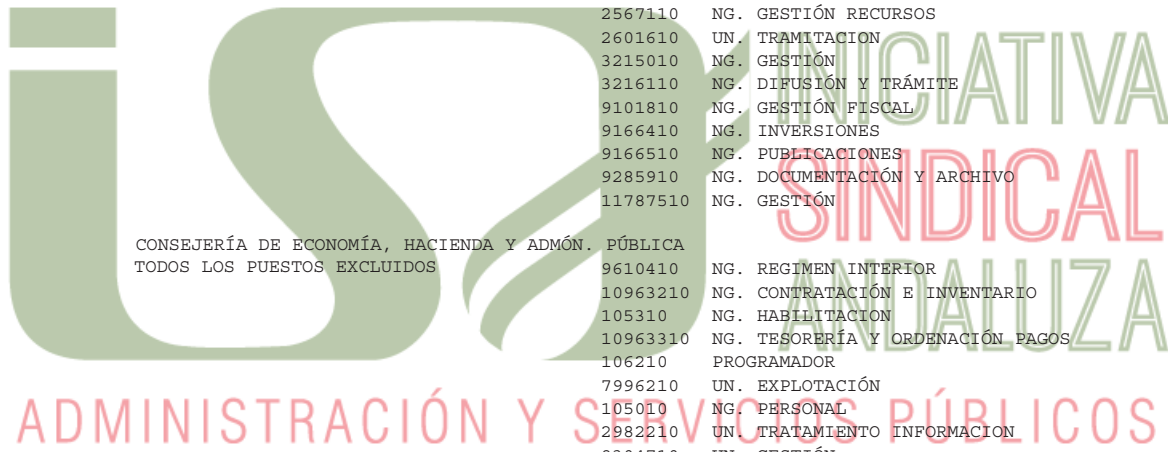 2567110 NG. GESTIÓN RECURSOS
2601610 UN. TRAMITACION
3215010 NG. GESTIÓN
3216110 NG. DIFUSIÓN Y TRÁMITE
9101810 NG. GESTIÓN FISCAL
9166410 NG. INVERSIONES
9166510 NG. PUBLICACIONES
9285910 NG. DOCUMENTACIÓN Y ARCHIVO
11787510 NG. GESTIÓN
CONSEJERÍA DE ECONOMÍA, HACIENDA Y ADMÓN. PÚBLICA
TODOS LOS PUESTOS EXCLUIDOS 9610410 NG. REGIMEN INTERIOR
10963210 NG. CONTRATACIÓN E INVENTARIO
105310 NG. HABILITACION
10963310 NG. TESORERÍA Y ORDENACIÓN PAGOS
106210 PROGRAMADOR
7996210 UN. EXPLOTACIÓN
105010 NG. PERSONAL
2982210 UN. TRATAMIENTO INFORMACION
isa
INICIATIVA
SINDICAL
ANDALUZA
ADMINISTRACIÓN Y SERVICIOS PÚBLICOS